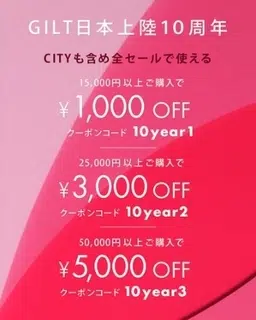 GILT日本上陸10周年
CITYも含め全セールで使える
15,000円以上ご購入で
¥1,000 OFF
クーポンコード 10year1
25,000円以上ご購入で
¥3,000 OFF
クーポンコード 10year2
50,000円以上ご購入で
¥5,000 OFF
クーポンコード 10year3